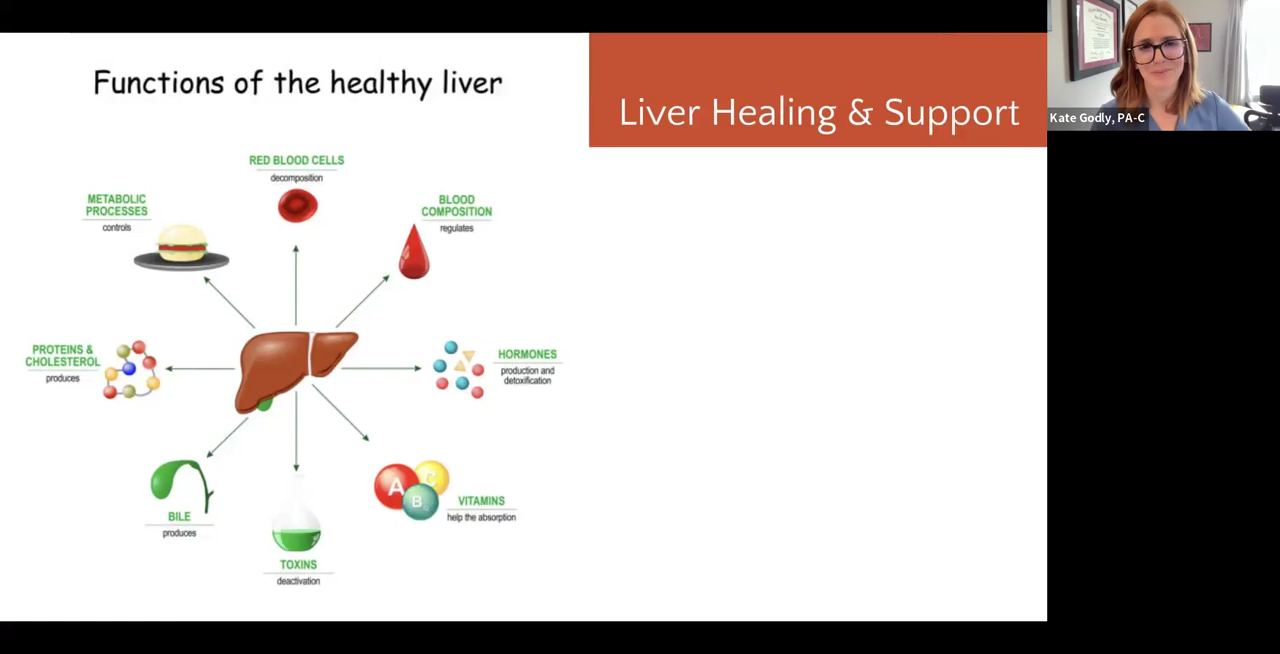 Functions of the healthy liver
RED BLOOD CELLS
decomposition
METABOLIC
PROCESSES
controls
BLOOD
COMPOSITION
regulates
PROTEINS &
CHOLESTEROL
produces
HORMONES
production and
detoxification
A
C
B
VITAMINS
help the absorption
BILE
produces
TOXINS
deactivation
Liver Healing & Support
Kate Godly, PA-C